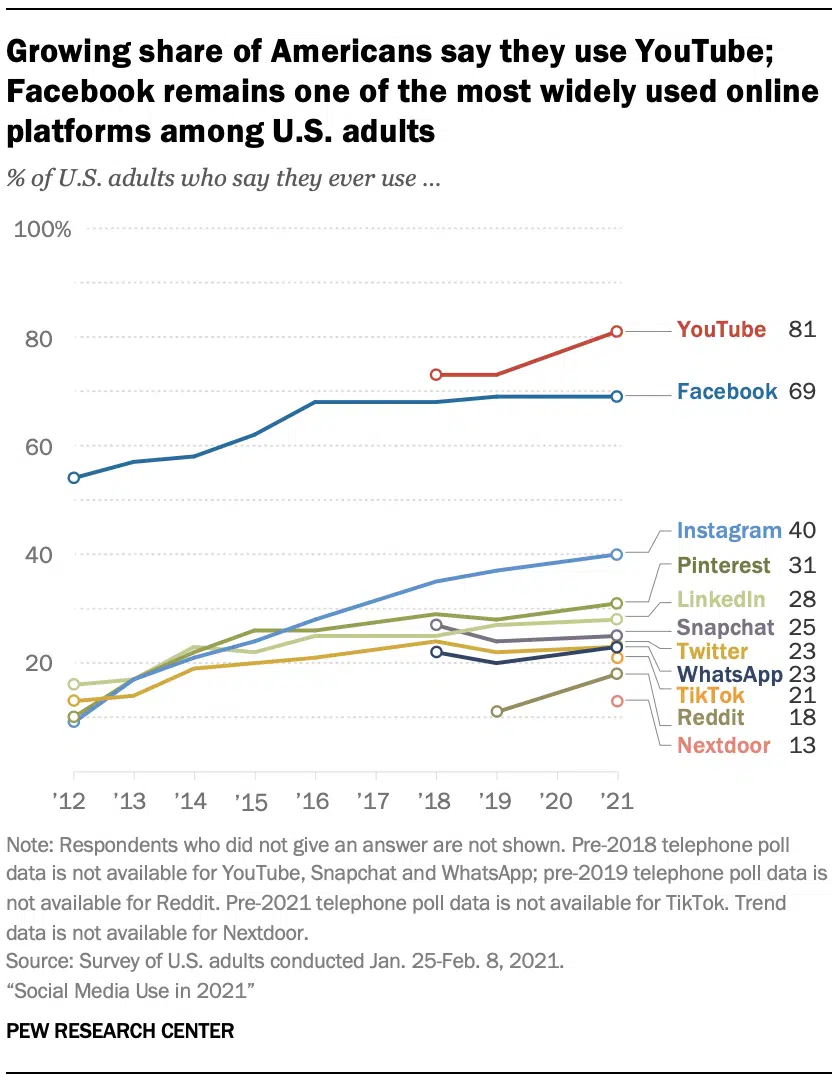 Growing share of Americans say they use YouTube;
Facebook remains one of the most widely used online
platforms among U.S. adults
% of U.S. adults who say they ever use ...
100%
80
60
40
20
YouTube 81
Facebook 69
Instagram 40
Pinterest 31
LinkedIn 28
Snapchat 25
Twitter 23
WhatsApp 23
TikTok 21
Reddit 18
Nextdoor 13
’12 ’13 ’14 ’15 ’16 ’17 ’18 ’19 ’20 ’21
Note: Respondents who did not give an answer are not shown. Pre-2018 telephone poll
data is not available for YouTube, Snapchat and WhatsApp; pre-2019 telephone poll data is
not available for Reddit. Pre-2021 telephone poll data is not available for TikTok. Trend
data is not available for Nextdoor.
Source: Survey of U.S. adults conducted Jan. 25-Feb. 8, 2021.
“Social Media Use in 2021”
PEW RESEARCH CENTER